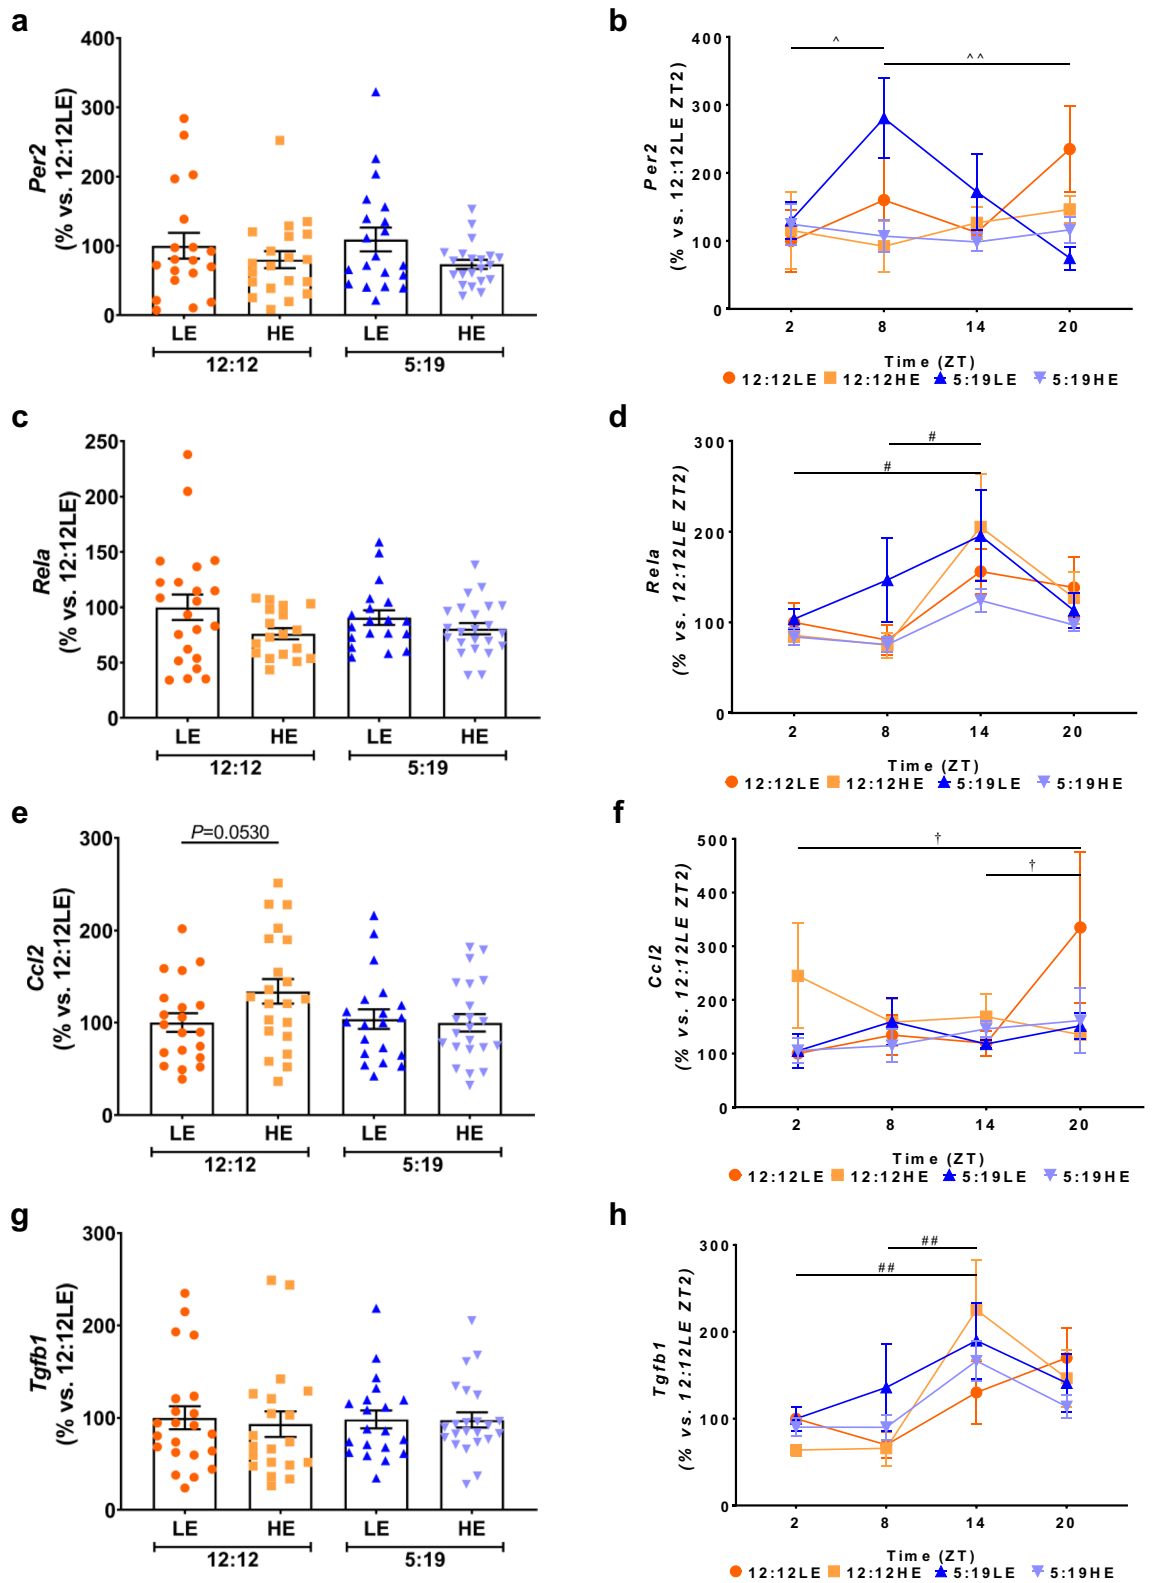 a
Per2
(% vs. 12:12LE)
400
300
200
100
0
LE HE LE HE
12:12 5:19
b
Per2
(% vs. 12:12LE ZT2)
400
300
200
100
0
^
^^
2 8 14 20
Time (ZT)
12:12LE 12:12HE 5:19LE 5:19HE
c
Rela
(% vs. 12:12LE)
250
200
150
100
50
0
LE HE LE HE
12:12 5:19
d
Rela
(% vs. 12:12LE ZT2)
300
200
100
0
#
#
2 8 14 20
Time (ZT)
12:12LE 12:12HE 5:19LE 5:19HE
e
Ccl2
(% vs. 12:12LE)
300
200
100
0
P=0.0530
LE HE LE HE
12:12 5:19
f
Ccl2
(% vs. 12:12LE ZT2)
500
400
300
200
100
0
†
†
2 8 14 20
Time (ZT)
12:12LE 12:12HE 5:19LE 5:19HE
g
Tgfb1
(% vs. 12:12LE)
300
200
100
0
LE HE LE HE
12:12 5:19
h
Tgfb1
(% vs. 12:12LE ZT2)
300
200
100
0
##
##
2 8 14 20
Time (ZT)
12:12LE 12:12HE 5:19LE 5:19HE